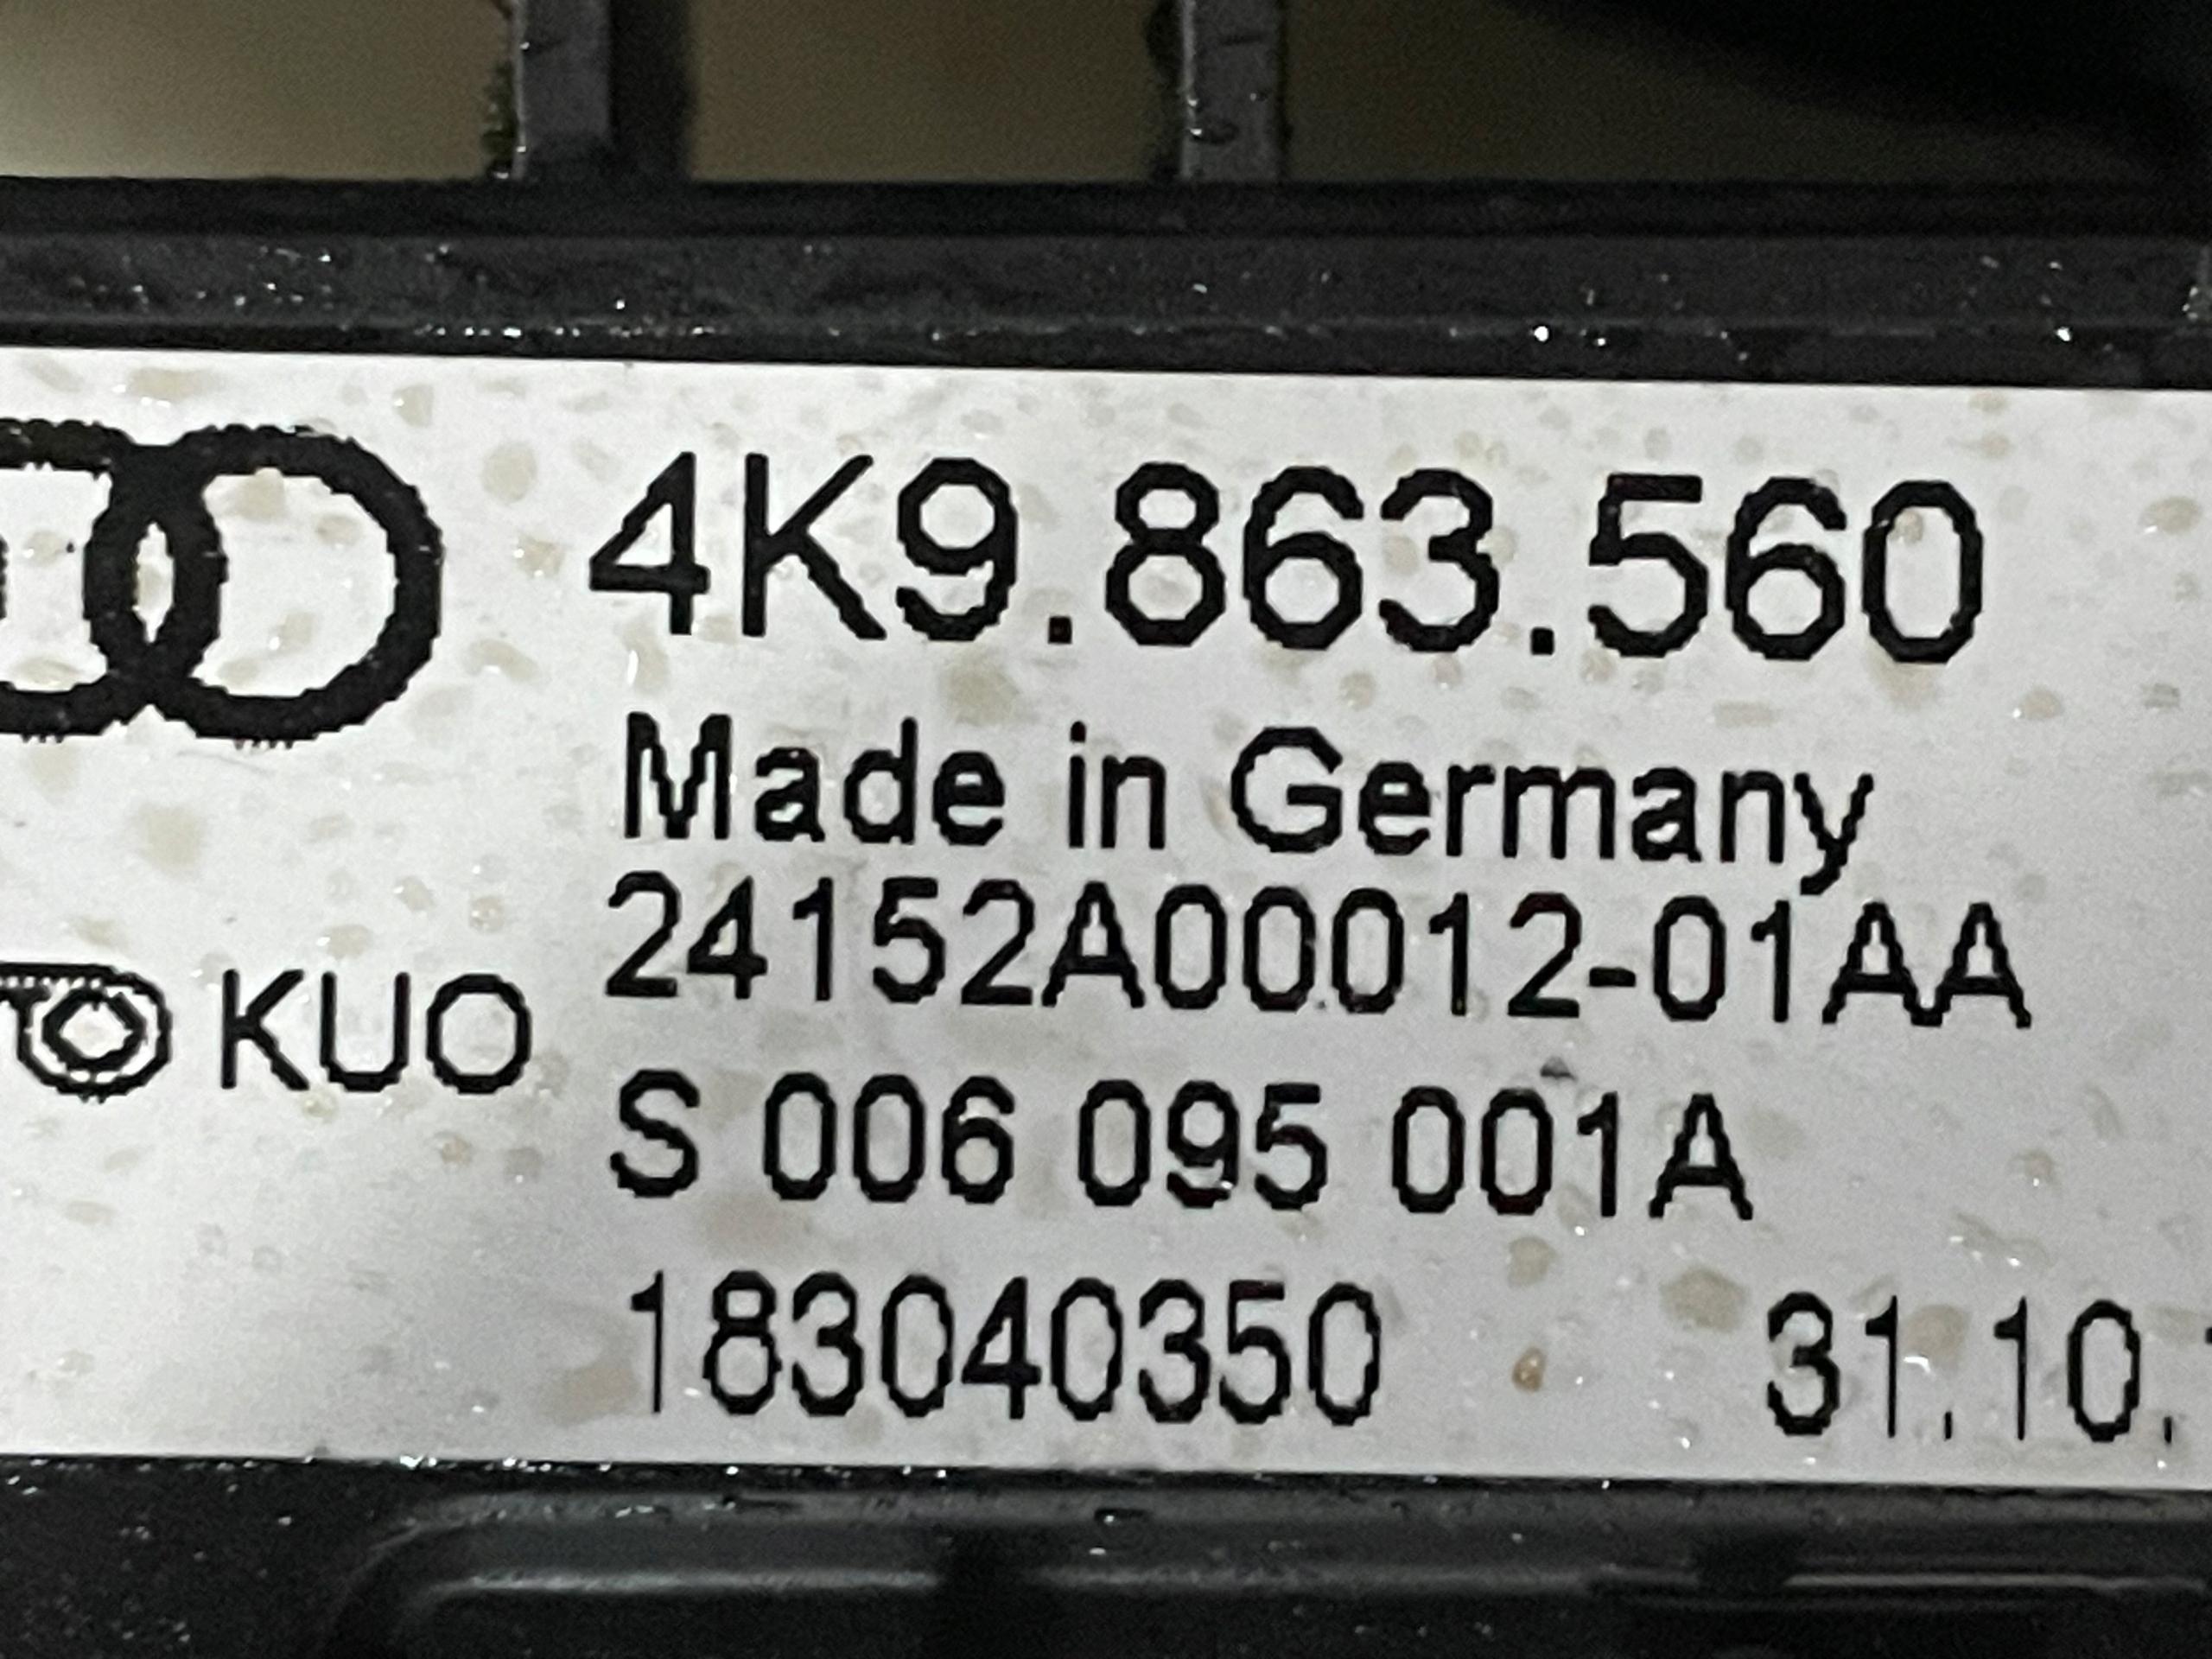 4K9.863.560
Made in Germany
24152A00012-01AA
KUO
S 006 095 001A
183040350 31.10.